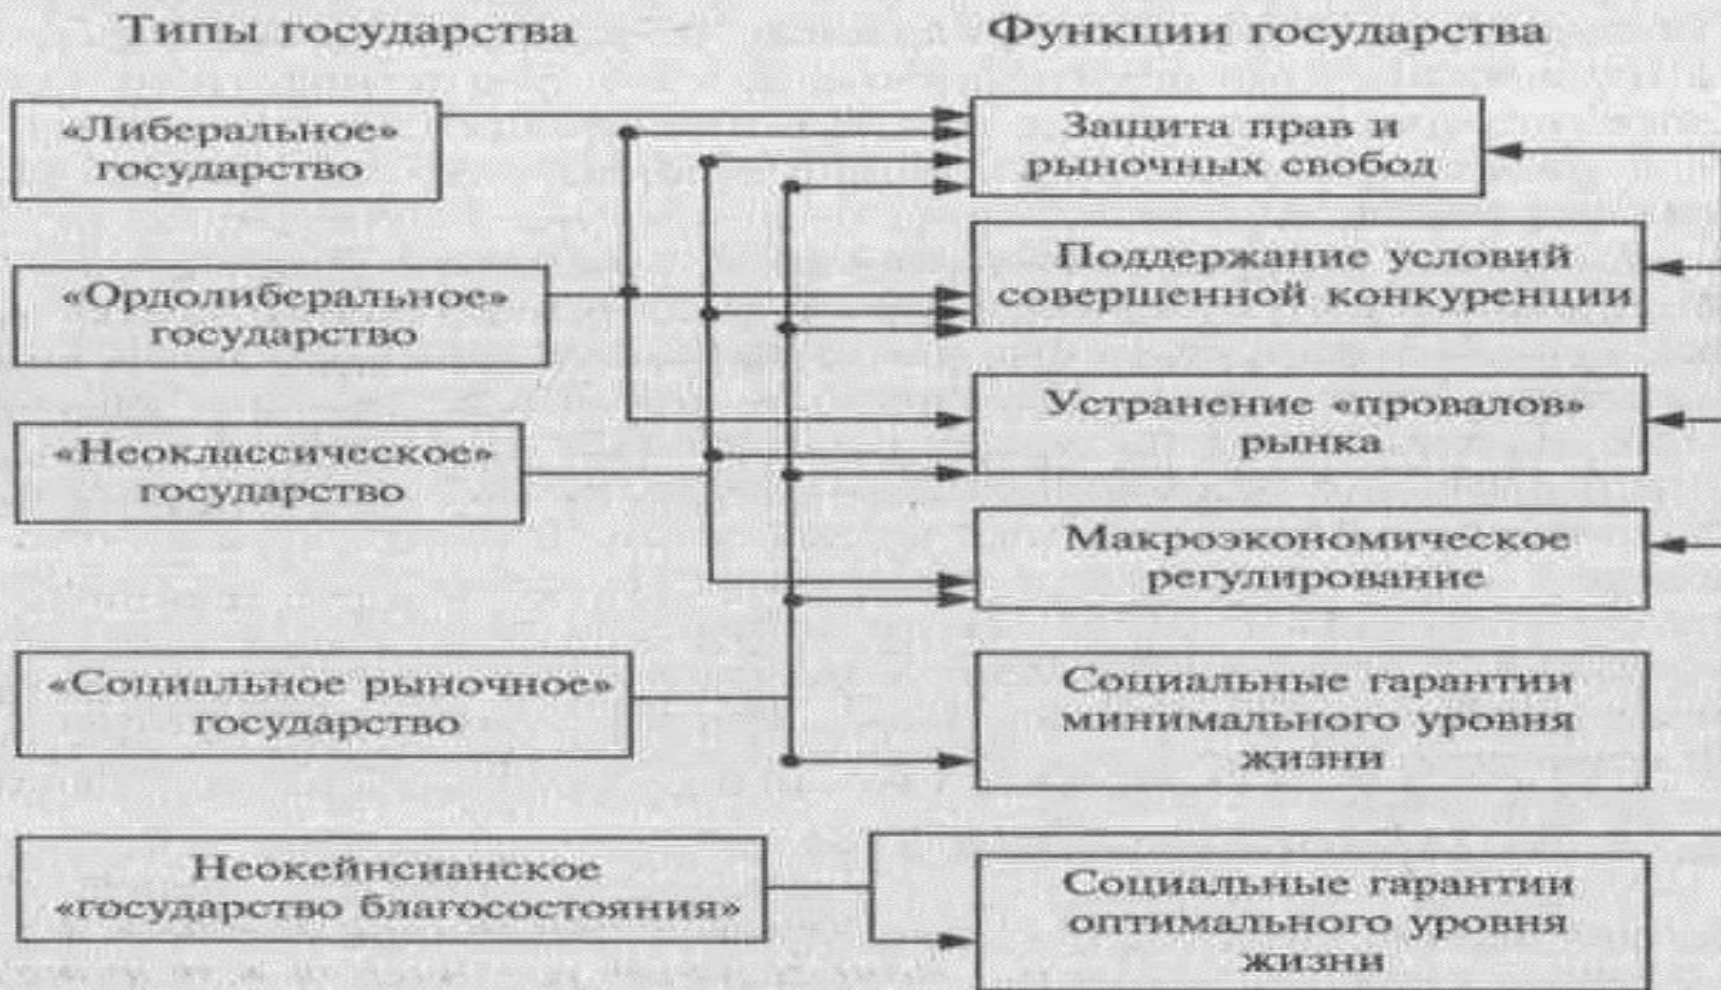 Типы государства
Функции государства
«Либеральное»
государство
Защита прав и
рыночных свобод
«Ордолиберальное»
государство
Поддержание условий
совершенной конкуренции
«Неоклассическое»
государство
Устранение «провалов»
рынка
Макроэкономическое
регулирование
«Социальное рыночное»
государство
Социальные гарантии
минимального уровня
жизни
Неокейнсианское
«государство благосостояния»
Социальные гарантии
оптимального уровня
жизни